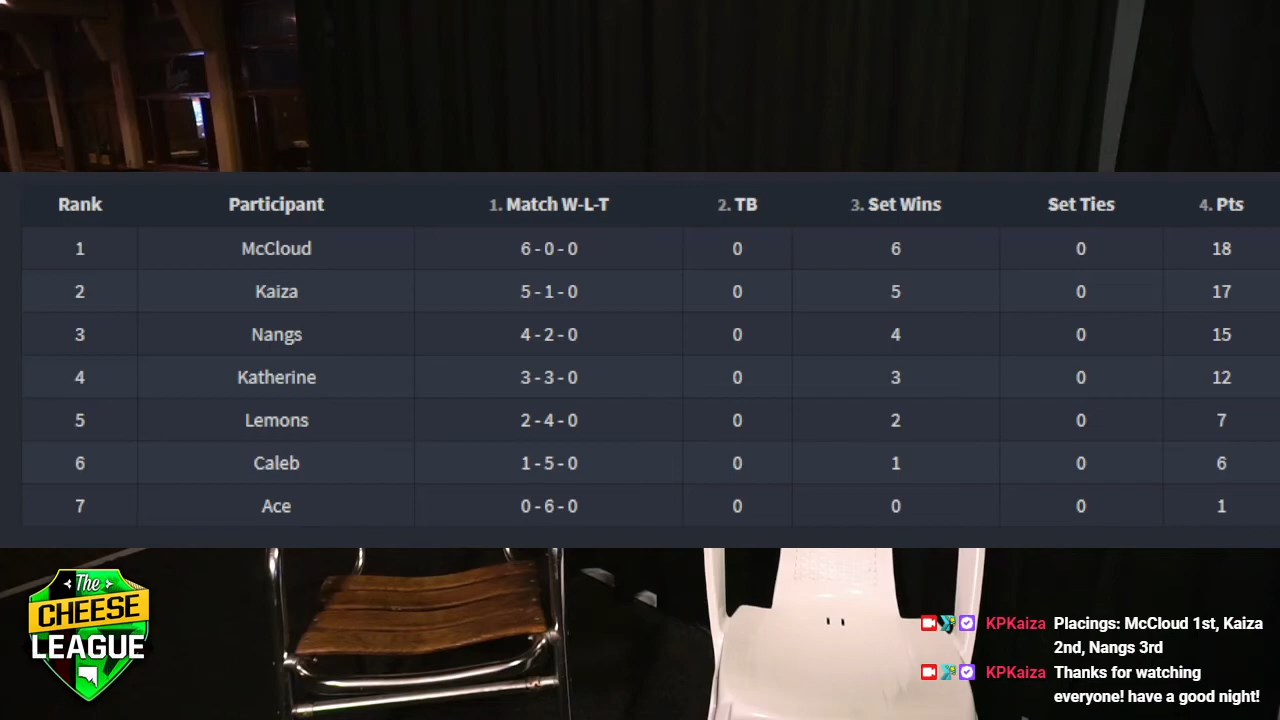 Rank Participant 1. Match W-L-T 2. TB 3. Set Wins Set Ties 4. Pts
1 McCloud 6 - 0 - 0 0 6 0 18
2 Kaiza 5 - 1 - 0 0 5 0 17
3 Nangs 4 - 2 - 0 0 4 0 15
4 Katherine 3 - 3 - 0 0 3 0 12
5 Lemons 2 - 4 - 0 0 2 0 7
6 Caleb 1 - 5 - 0 0 1 0 6
7 Ace 0 - 6 - 0 0 0 0 1
The
CHEESE
LEAGUE
KPKaiza Placings: McCloud 1st, Kaiza
2nd, Nangs 3rd
KPKaiza Thanks for watching
everyone! have a good night!